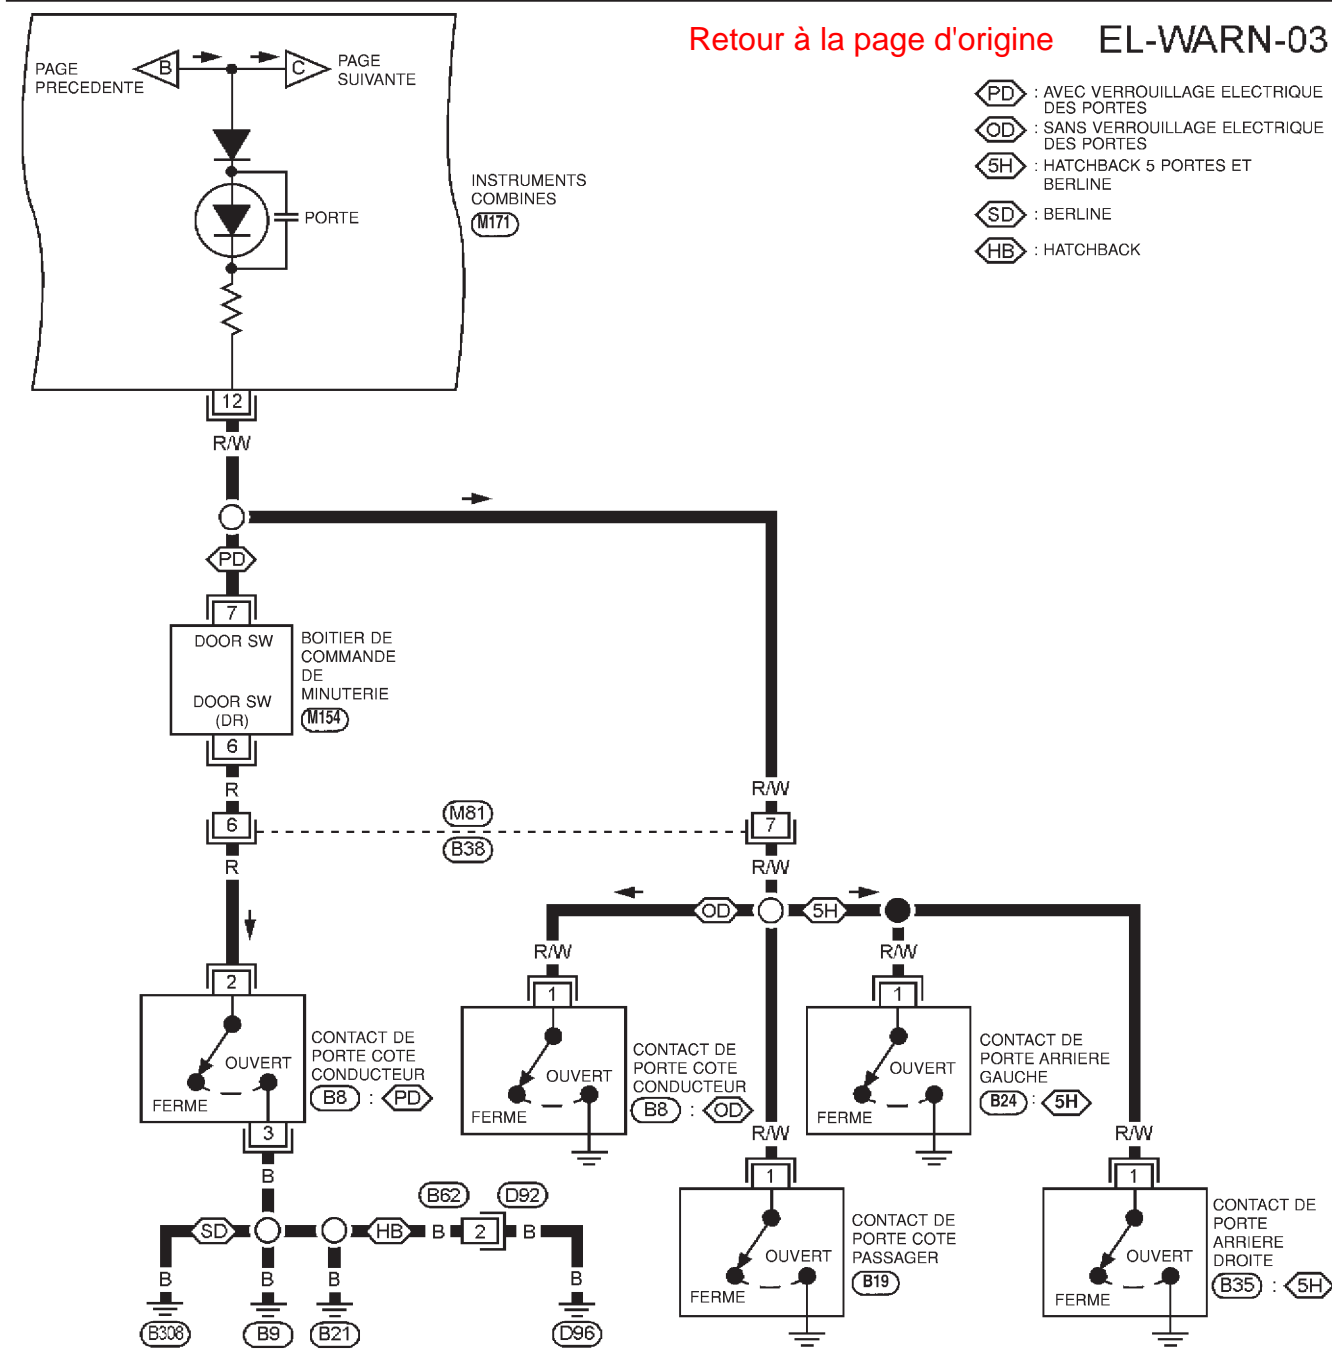 Retour à la page d'origine
EL-WARN-03
PAGE
PRECEDENTE
B
C
PAGE
SUIVANTE
PD : AVEC VERROUILLAGE ELECTRIQUE
DES PORTES
OD : SANS VERROUILLAGE ELECTRIQUE
DES PORTES
5H : HATCHBACK 5 PORTES ET
BERLINE
SD : BERLINE
HB : HATCHBACK
INSTRUMENTS
COMBINES
M171
PORTE
12
R/W
PD
7
DOOR SW
DOOR SW
(DR)
BOITIER DE
COMMANDE
DE
MINUTERIE
M154
6
R
6
R
M81
B38
R/W
7
R/W
OD
5H
R/W
R/W
2
1
1
OUVERT
FERME
CONTACT DE
PORTE COTE
CONDUCTEUR
B8 : PD
OUVERT
FERME
CONTACT DE
PORTE COTE
CONDUCTEUR
B8 : OD
OUVERT
FERME
CONTACT DE
PORTE ARRIERE
GAUCHE
B24 : 5H
3
B
R/W
R/W
1
1
OUVERT
FERME
CONTACT DE
PORTE COTE
PASSAGER
B19
OUVERT
FERME
CONTACT DE
PORTE
ARRIERE
DROITE
B35 : 5H
B62
D92
SD
HB
B
2
B
B
B
B
B
B308
B9
B21
D96